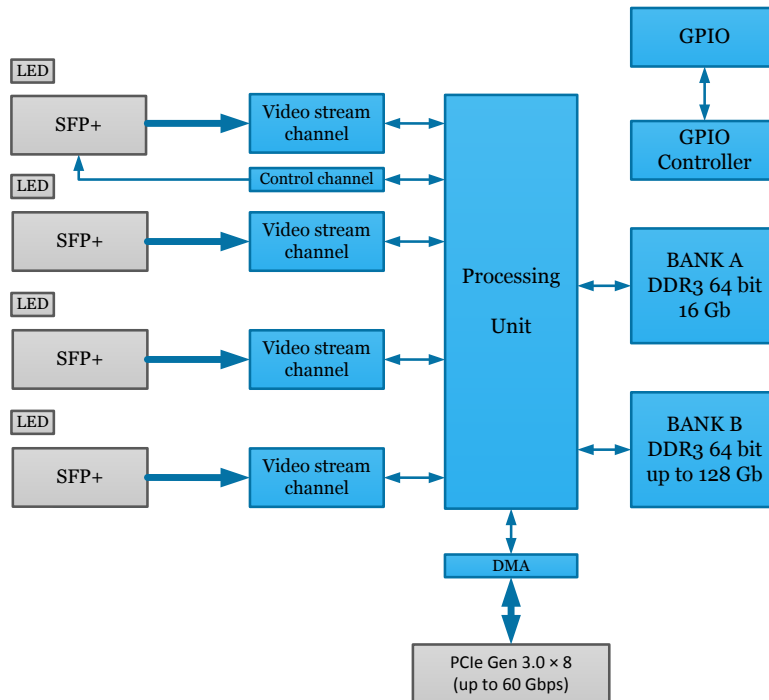 GPIO
LED
SFP+
Video stream
channel
GPIO
Controller
Control channel
LED
SFP+
Video stream
channel
Processing
Unit
BANK A
DDR3 64 bit
16 Gb
LED
SFP+
Video stream
channel
LED
SFP+
Video stream
channel
BANK B
DDR3 64 bit
up to 128 Gb
DMA
PCIe Gen 3.0 × 8
(up to 60 Gbps)